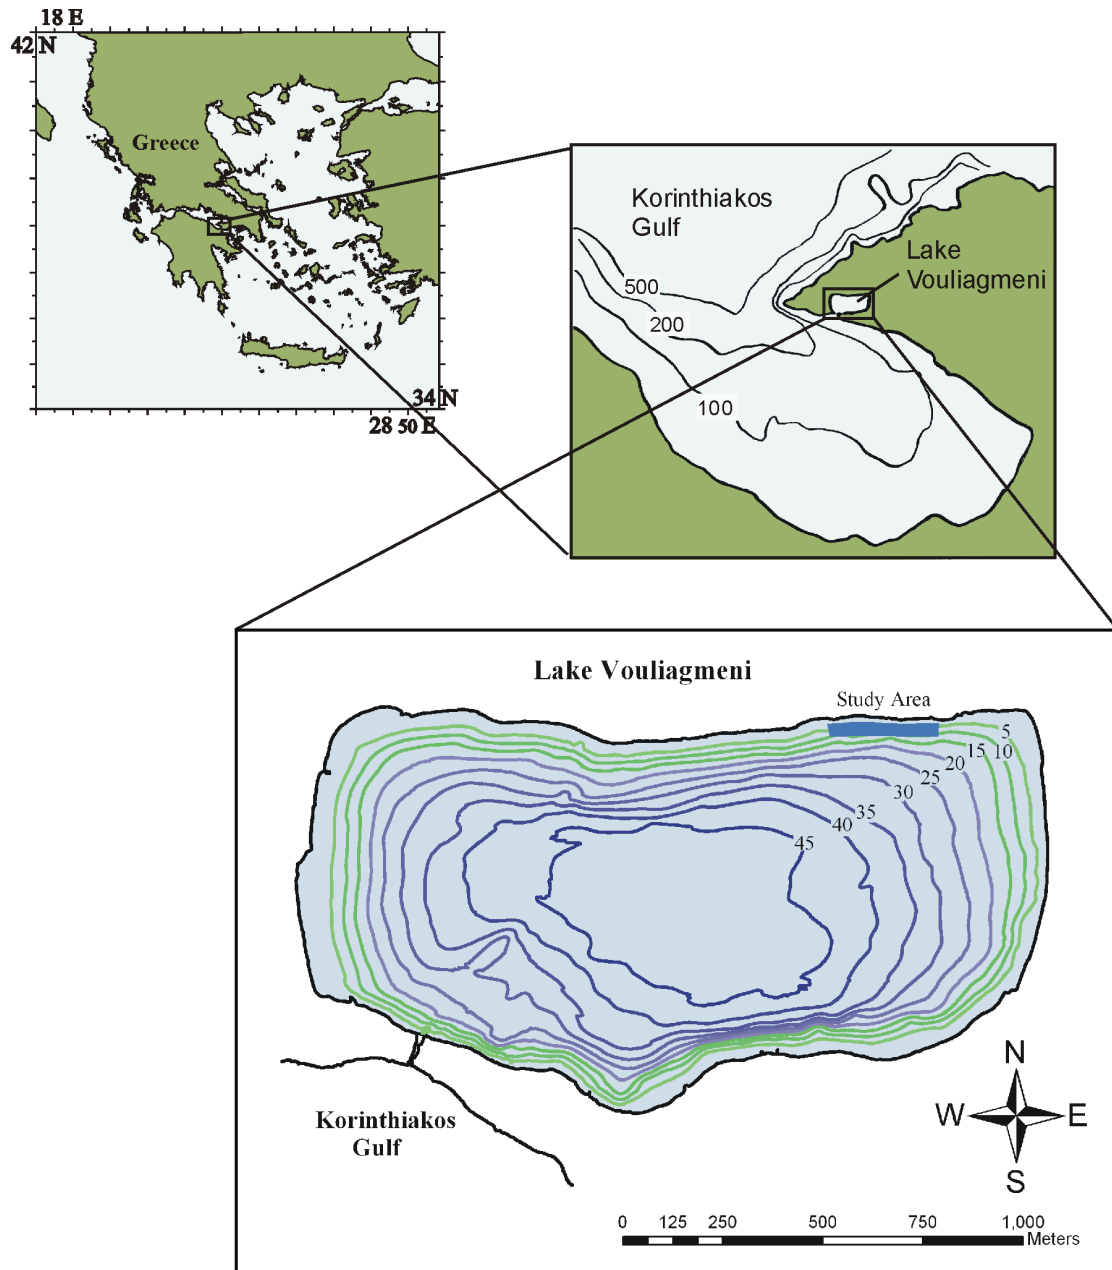 18 E
42 N
Greece
34 N
28 50 E
Korinthiakos
Gulf
Lake
Vouliagmeni
500
200
100
Lake Vouliagmeni
Study Area
5
15 10
20
25
30
35
40
45
Korinthiakos
Gulf
N
W E
S
0 125 250 500 750 1,000
Meters